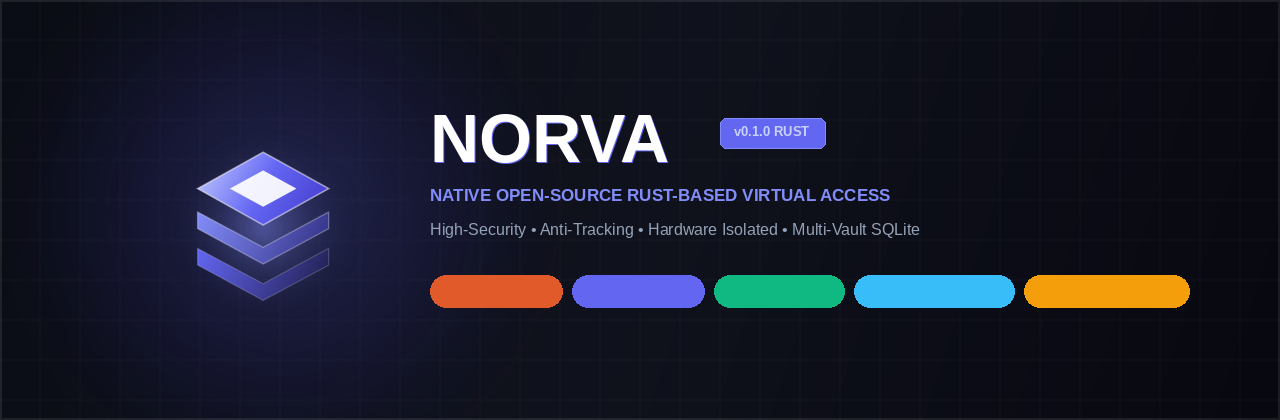 NORVA
v0.1.0 RUST
NATIVE OPEN-SOURCE RUST-BASED VIRTUAL ACCESS
High-Security • Anti-Tracking • Hardware Isolated • Multi-Vault SQLite